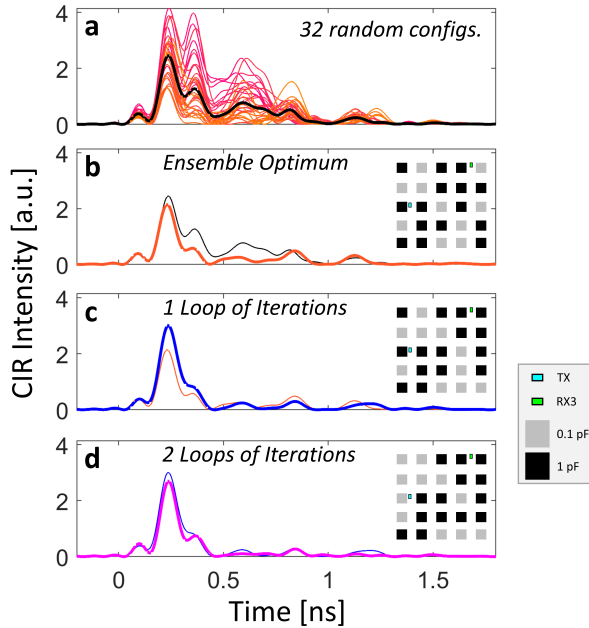 a
32 random configs.
4
2
0
b
Ensemble Optimum
4
2
0
CIR Intensity [a.u.]
c
1 Loop of Iterations
4
2
0
TX
RX3
0.1 pF
1 pF
d
2 Loops of Iterations
4
2
0
0
0.5
1
1.5
Time [ns]